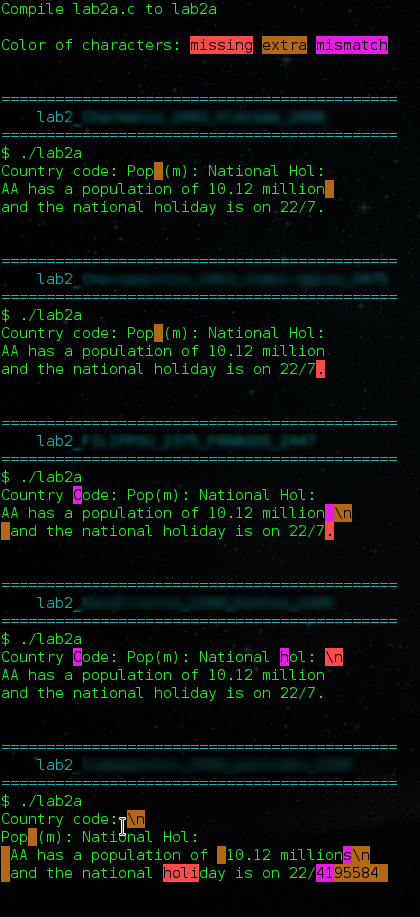 Compile lab2a.c to lab2a
Color of characters: missing extra mismatch
============================================
lab2_
============================================
$ ./lab2a
Country code: Pop (m): National Hol:
AA has a population of 10.12 million
and the national holiday is on 22/7.
============================================
lab2_
============================================
$ ./lab2a
Country code: Pop (m): National Hol:
AA has a population of 10.12 million
and the national holiday is on 22/7.
============================================
lab2_
============================================
$ ./lab2a
Country Code: Pop(m): National Hol:
AA has a population of 10.12 million \n
 and the national holiday is on 22/7.
============================================
lab2_
============================================
$ ./lab2a
Country Code: Pop(m): National hol: \n
AA has a population of 10.12 million
and the national holiday is on 22/7.
============================================
lab2_
============================================
$ ./lab2a
Country code: \n
Pop (m): National Hol:
 AA has a population of  10.12 millions\n
 and the national holiday is on 22/4195584